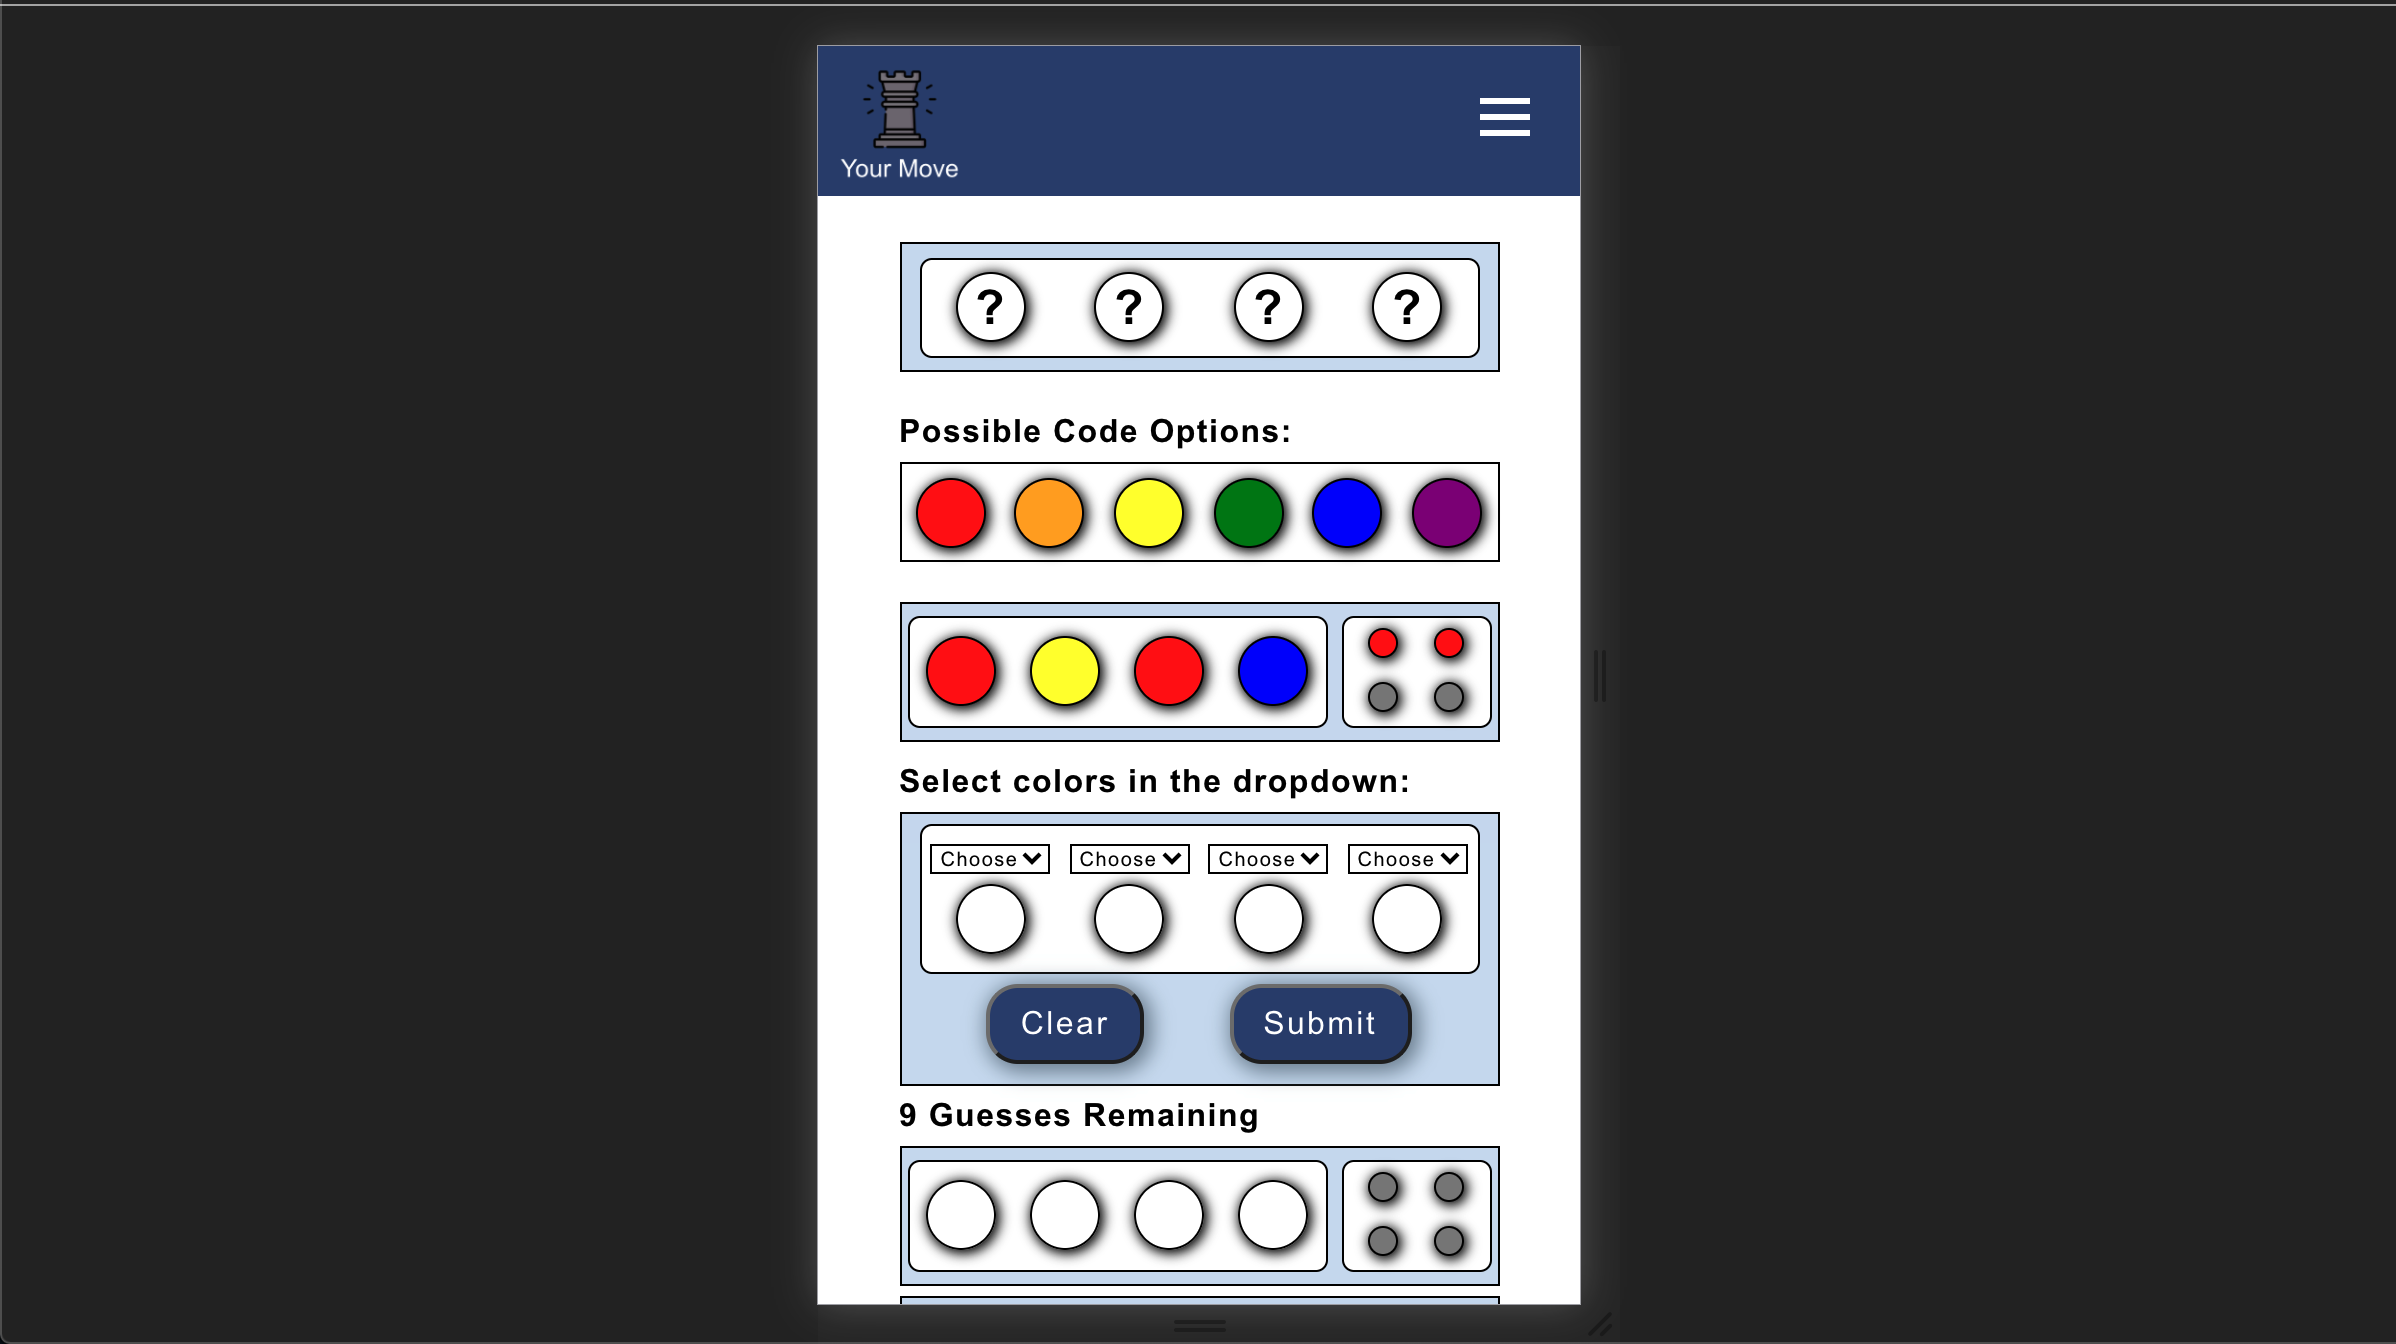 Your Move
? ? ? ?
Possible Code Options:
Select colors in the dropdown:
Choose Choose Choose Choose
Clear Submit
9 Guesses Remaining